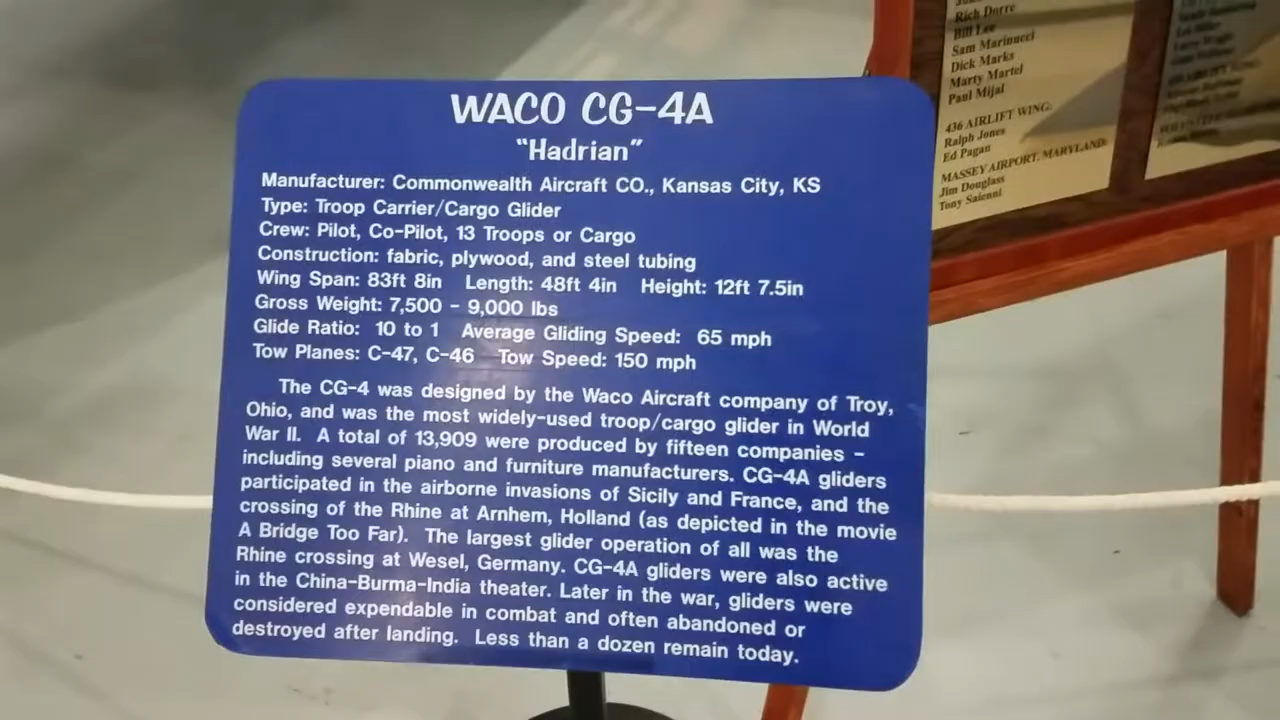 WACO CG-4A
"Hadrian"
Manufacturer: Commonwealth Aircraft CO., Kansas City, KS
Type: Troop Carrier/Cargo Glider
Crew: Pilot, Co-Pilot, 13 Troops or Cargo
Construction: fabric, plywood, and steel tubing
Wing Span: 83ft 8in Length: 48ft 4in Height: 12ft 7.5in
Gross Weight: 7,500 - 9,000 lbs
Glide Ratio: 10 to 1 Average Gliding Speed: 65 mph
Tow Planes: C-47, C-46 Tow Speed: 150 mph
The CG-4 was designed by the Waco Aircraft company of Troy,
Ohio, and was the most widely-used troop/cargo glider in World
War II. A total of 13,909 were produced by fifteen companies -
including several piano and furniture manufacturers. CG-4A gliders
participated in the airborne invasions of Sicily and France, and the
crossing of the Rhine at Arnhem, Holland (as depicted in the movie
A Bridge Too Far). The largest glider operation of all was the
Rhine crossing at Wesel, Germany. CG-4A gliders were also active
in the China-Burma-India theater. Later in the war, gliders were
considered expendable in combat and often abandoned or
destroyed after landing. Less than a dozen remain today.
Rich Dorre
Bill Lee
Sam Marinucci
Dick Marks
Marty Martel
Paul Mijal
436 AIRLIFT WING:
Ralph Jones
Ed Pagan
MASSEY AIRPORT, MARYLAND:
Jim Douglass
Tony Saienni